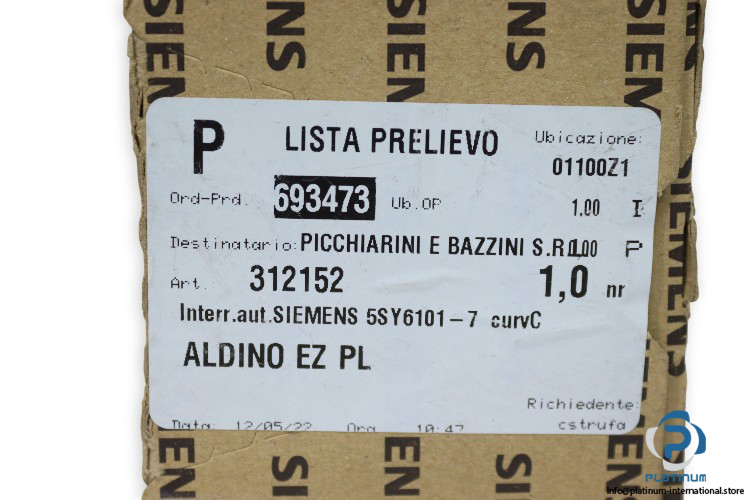 SIEMENS
P LISTA PRELIEVO Ubicazione:
01100Z1
Ord-Prd. 693473 Ub.OP 1.00 I
Destinatario: PICCHIARINI E BAZZINI S.R. 1.00 P
Art. 312152 1,0 nr
Interr.aut.SIEMENS 5SY6101-7 curvC
ALDINO EZ PL
Richiedente:
Data: 12/05/22 Ora 10:47 cstrufa
SIEMENS
PLATINUM
info@platinum-international.store